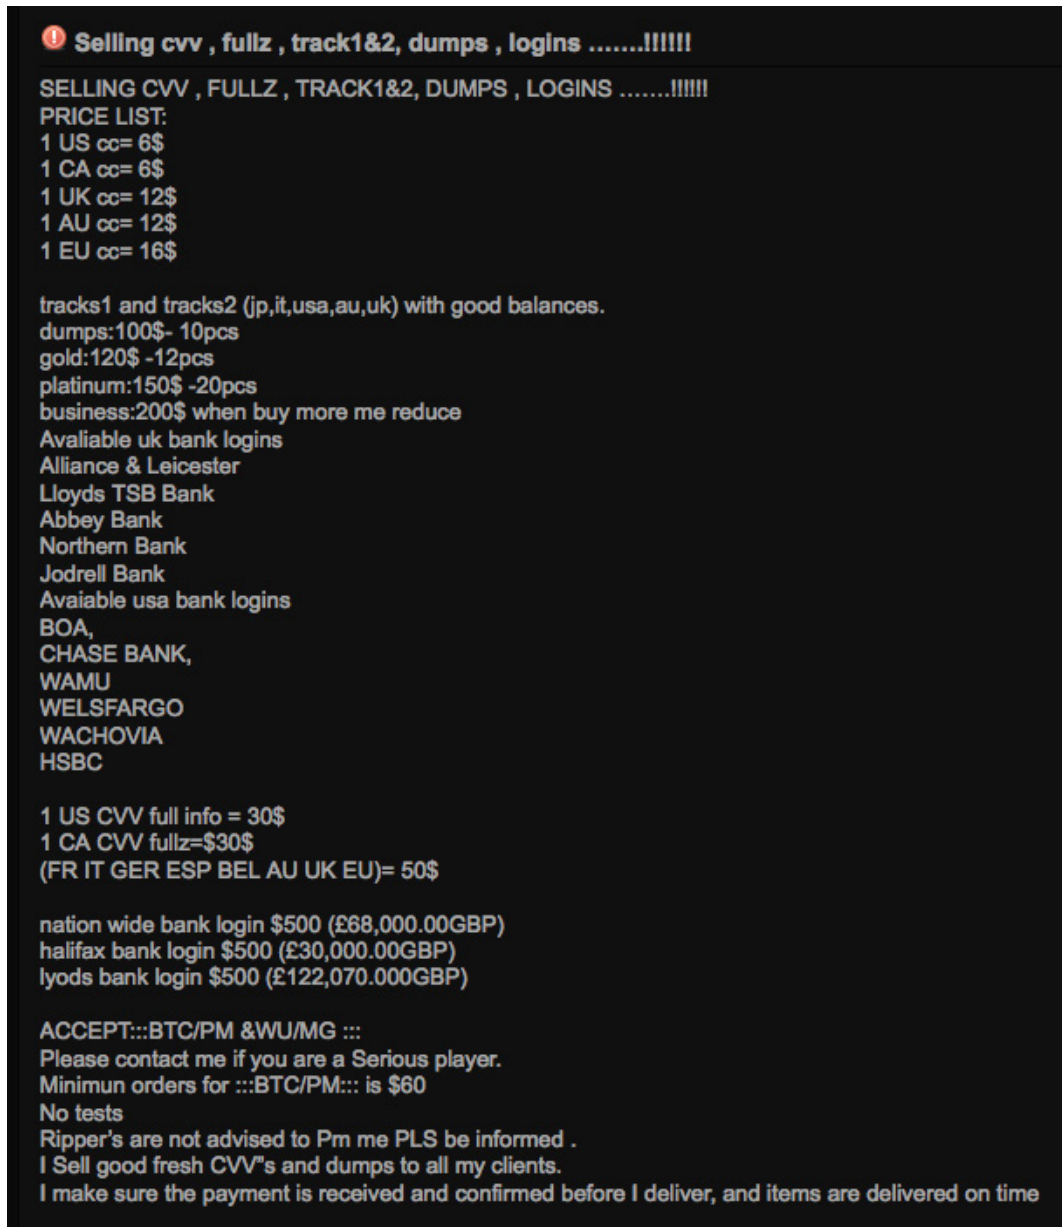 Selling cvv , fullz , track1&2, dumps , logins .......!!!!!!
SELLING CVV , FULLZ , TRACK1&2, DUMPS , LOGINS .......!!!!!!
PRICE LIST:
1 US cc= 6$
1 CA cc= 6$
1 UK cc= 12$
1 AU cc= 12$
1 EU cc= 16$
tracks1 and tracks2 (jp,it,usa,au,uk) with good balances.
dumps:100$- 10pcs
gold:120$ -12pcs
platinum:150$ -20pcs
business:200$ when buy more me reduce
Avaliable uk bank logins
Alliance & Leicester
Lloyds TSB Bank
Abbey Bank
Northern Bank
Jodrell Bank
Avaiable usa bank logins
BOA,
CHASE BANK,
WAMU
WELSFARGO
WACHOVIA
HSBC
1 US CVV full info = 30$
1 CA CVV fullz=$30$
(FR IT GER ESP BEL AU UK EU)= 50$
nation wide bank login $500 (£68,000.00GBP)
halifax bank login $500 (£30,000.00GBP)
lyods bank login $500 (£122,070.000GBP)
ACCEPT:::BTC/PM &WU/MG :::
Please contact me if you are a Serious player.
Minimun orders for :::BTC/PM::: is $60
No tests
Ripper's are not advised to Pm me PLS be informed .
I Sell good fresh CVV"s and dumps to all my clients.
I make sure the payment is received and confirmed before I deliver, and items are delivered on time